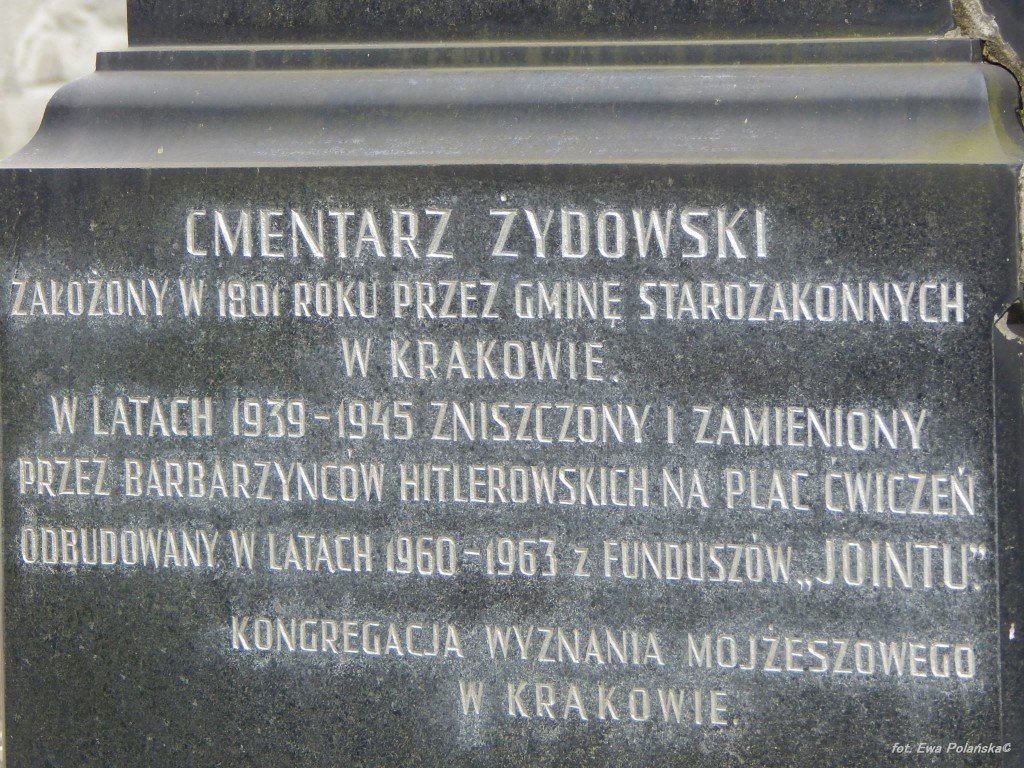 CMENTARZ ŻYDOWSKI
ZAŁOŻONY W 1801 ROKU PRZEZ GMINĘ STAROZAKONNYCH
W KRAKOWIE.
W LATACH 1939-1945 ZNISZCZONY I ZAMIENIONY
PRZEZ BARBARZYŃCÓW HITLEROWSKICH NA PLAC ĆWICZEŃ
ODBUDOWANY W LATACH 1960-1963 z FUNDUSZÓW „JOINTU”.
KONGREGACJA WYZNANIA MOJŻESZOWEGO
W KRAKOWIE.
fot. Ewa Polańska©